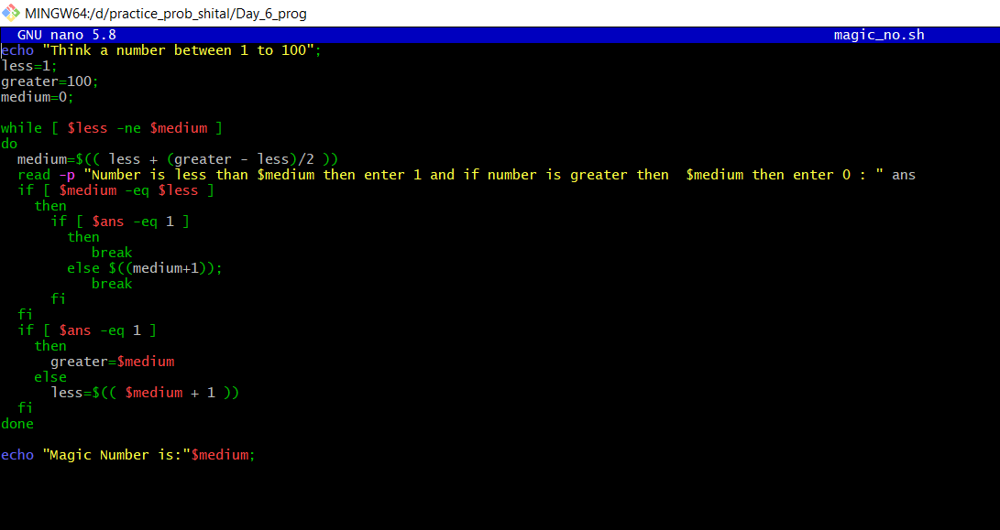 MINGW64:/d/practice_prob_shital/Day_6_prog
GNU nano 5.8 magic_no.sh
echo "Think a number between 1 to 100";
less=1;
greater=100;
medium=0;
while [ $less -ne $medium ]
do
medium=$(( less + (greater - less)/2 ))
read -p "Number is less than $medium then enter 1 and if number is greater then  $medium then enter 0 : " ans
if [ $medium -eq $less ]
then
if [ $ans -eq 1 ]
then
break
else $((medium+1));
break
fi
fi
if [ $ans -eq 1 ]
then
greater=$medium
else
less=$(( $medium + 1 ))
fi
done
echo "Magic Number is:"$medium;